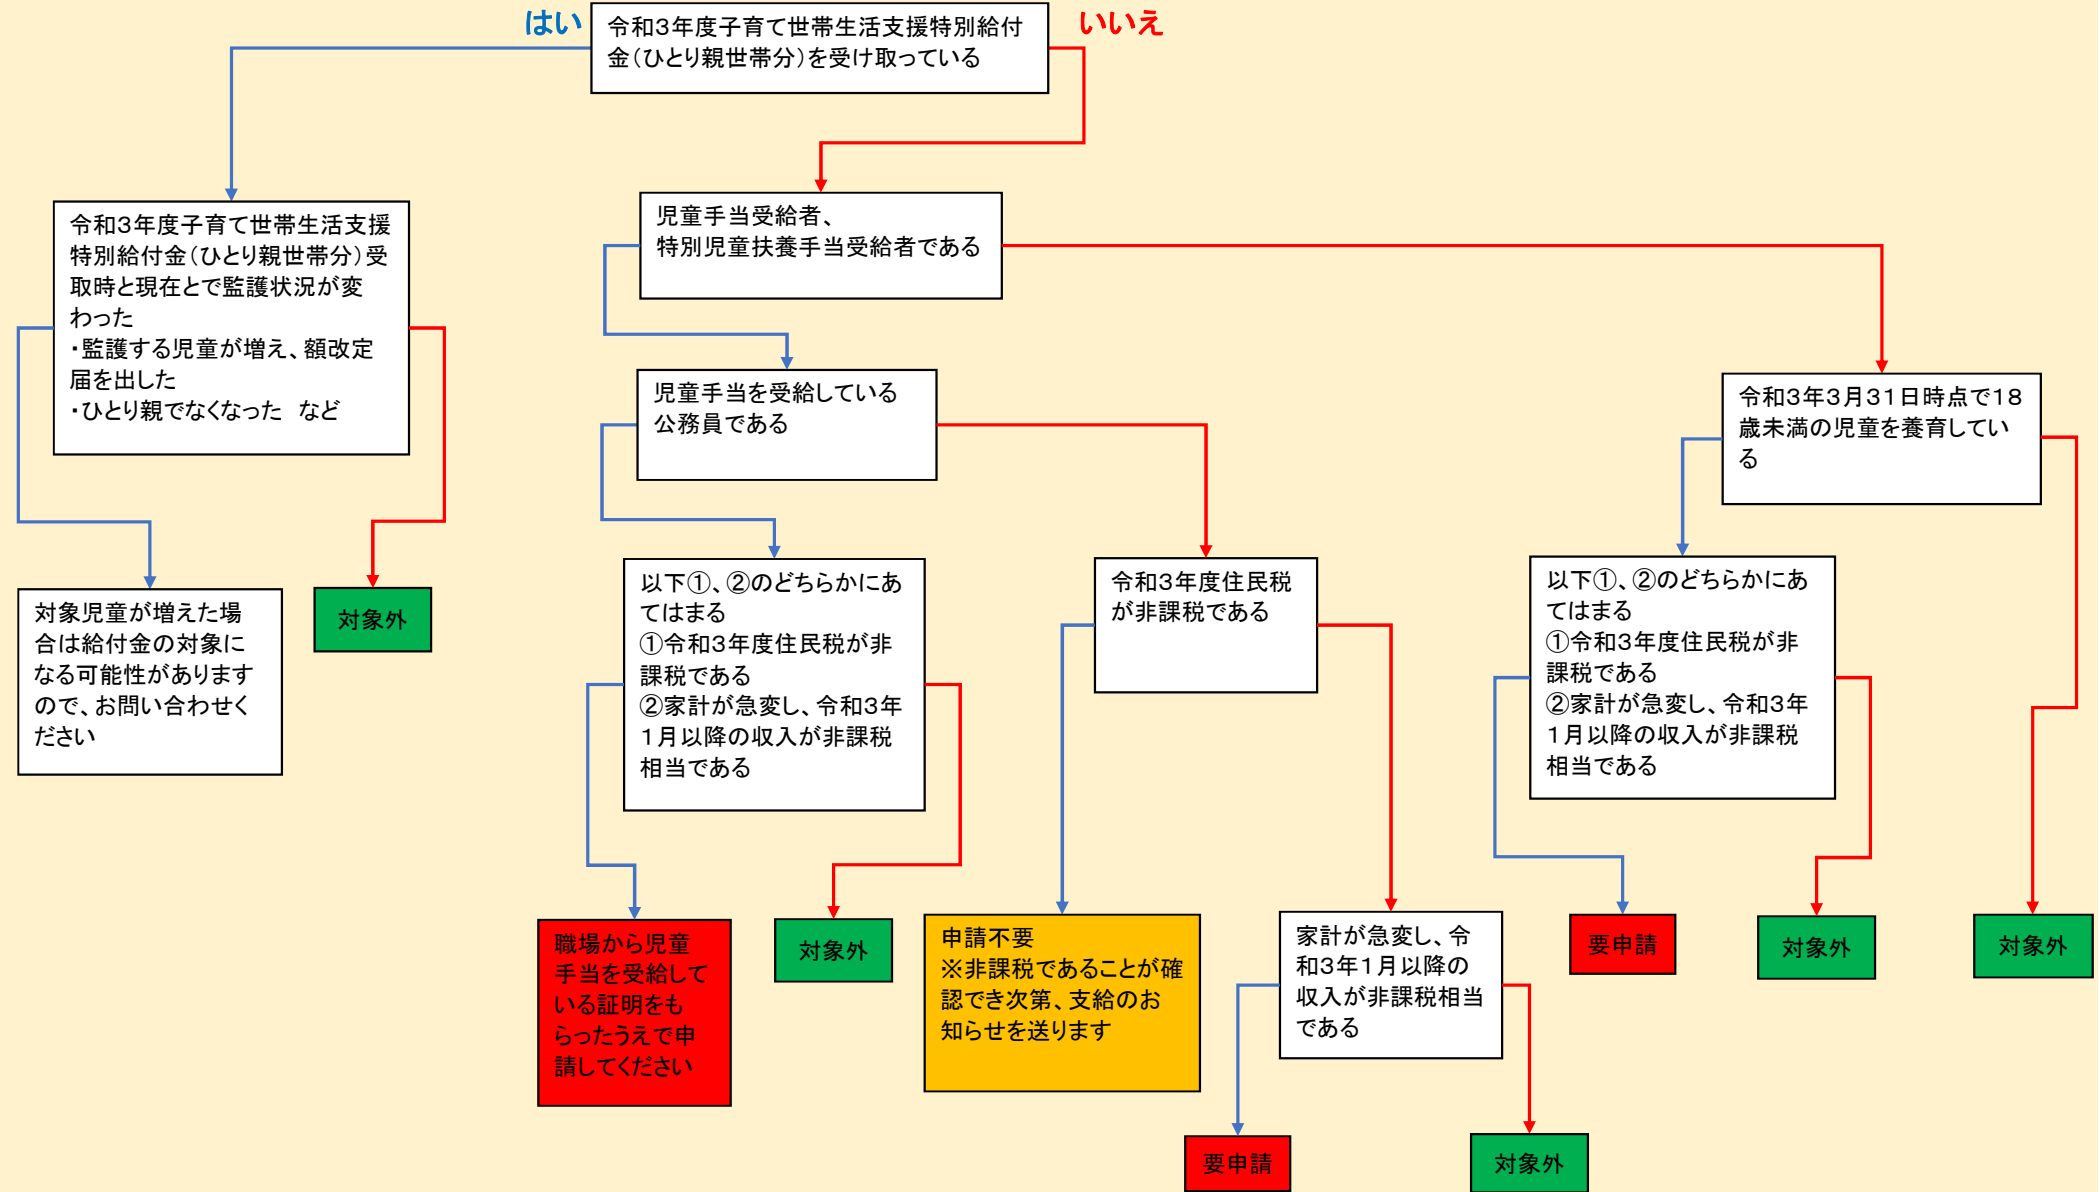 はい
令和3年度子育て世帯生活支援特別給付
金（ひとり親世帯分）を受け取っている
いいえ
令和3年度子育て世帯生活支援
特別給付金（ひとり親世帯分）受
取時と現在とで監護状況が変
わった
・監護する児童が増え、額改定
届を出した
・ひとり親でなくなった　など
児童手当受給者、
特別児童扶養手当受給者である
児童手当を受給している
公務員である
令和3年3月31日時点で18
歳未満の児童を養育してい
る
対象児童が増えた場
合は給付金の対象に
なる可能性があります
ので、お問い合わせく
ださい
対象外
以下①、②のどちらかにあ
てはまる
①令和3年度住民税が非
課税である
②家計が急変し、令和3年
1月以降の収入が非課税
相当である
令和3年度住民税
が非課税である
以下①、②のどちらかにあ
てはまる
①令和3年度住民税が非
課税である
②家計が急変し、令和3年
1月以降の収入が非課税
相当である
職場から児童
手当を受給して
いる証明をも
らったうえで申
請してください
対象外
申請不要
※非課税であることが確
認でき次第、支給のお
知らせを送ります
家計が急変し、令
和3年1月以降の
収入が非課税相当
である
要申請
対象外
対象外
要申請
対象外